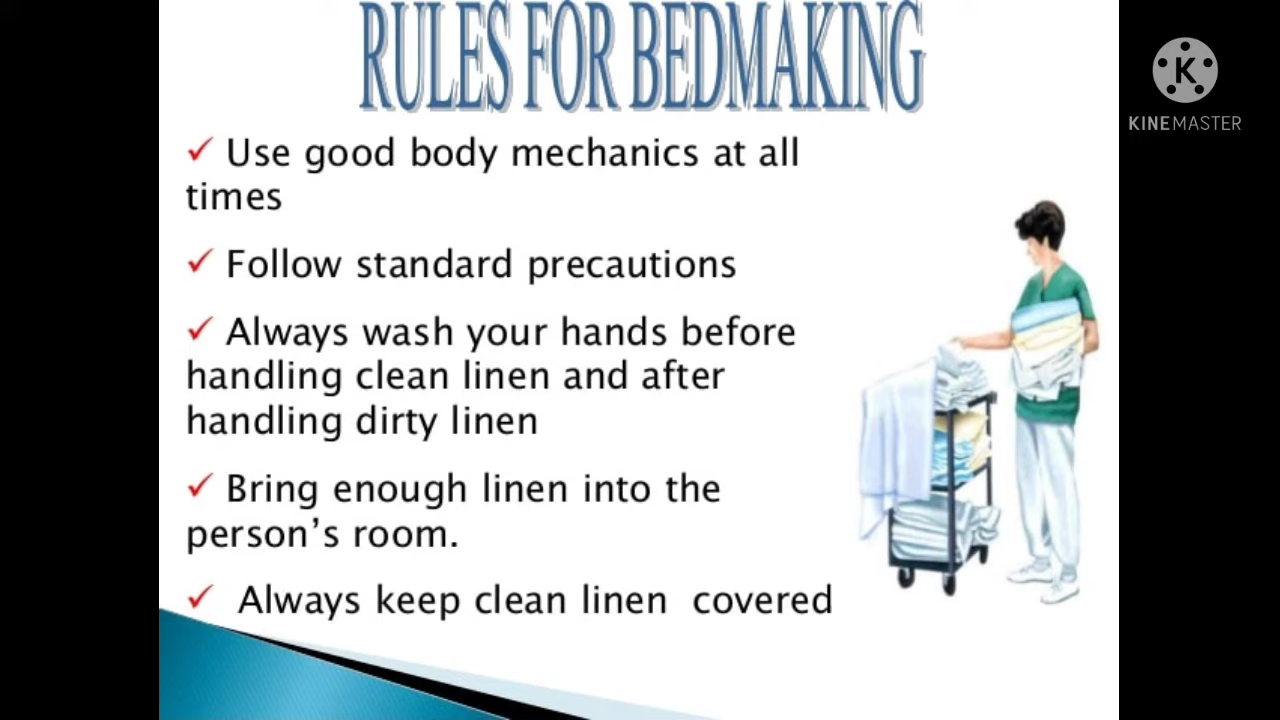 RULES FOR BEDMAKING
✓ Use good body mechanics at all
times
✓ Follow standard precautions
✓ Always wash your hands before
handling clean linen and after
handling dirty linen
✓ Bring enough linen into the
person’s room.
✓ Always keep clean linen covered
K
KINEMASTER